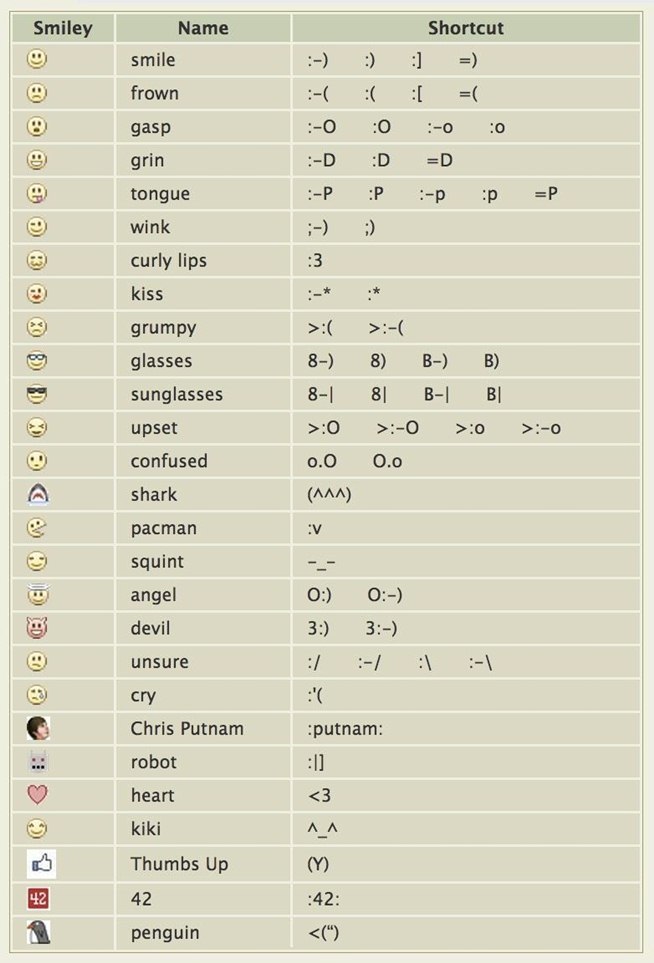 Smiley Name Shortcut
smile :-) :) :] =)
frown :-( :( :[ =(
gasp :-O :O :-o :o
grin :-D :D =D
tongue :-P :P :-p :p =P
wink ;-) ;)
curly lips :3
kiss :-* :*
grumpy >:( >:-(
glasses 8-) 8) B-) B)
sunglasses 8-| 8| B-| B|
upset >:O >:-O >:o >:-o
confused o.O O.o
shark (^^^)
pacman :v
squint -_-
angel O:) O:-)
devil 3:) 3:-)
unsure :/ :-/ :\ :-\
cry :'(
Chris Putnam :putnam:
robot :|]
heart <3
kiki ^_^
Thumbs Up (Y)
42 42 :42:
penguin <(“)